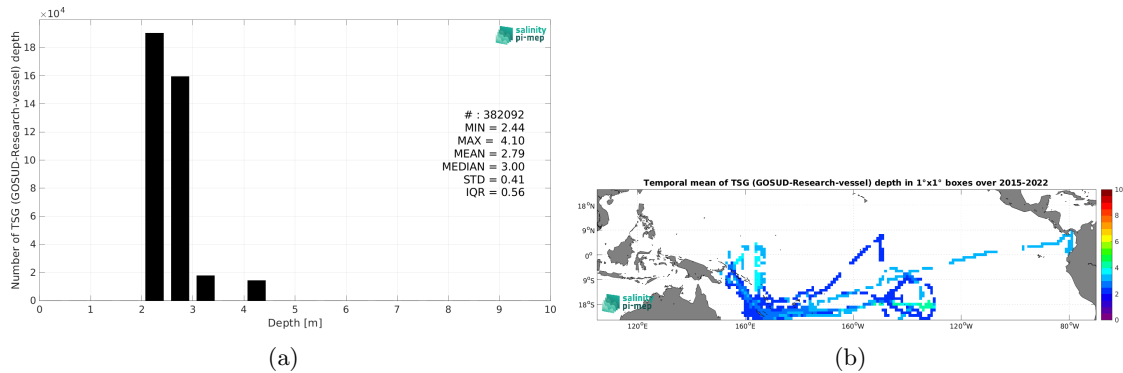 ×10⁴
18
16
14
12
10
8
6
4
2
0
Number of TSG (GOSUD-Research-vessel) depth
salinity
pi-mep
# : 382092
MIN = 2.44
MAX = 4.10
MEAN = 2.79
MEDIAN = 3.00
STD = 0.41
IQR = 0.56
0 1 2 3 4 5 6 7 8 9 10
Depth [m]
(a)
Temporal mean of TSG (GOSUD-Research-vessel) depth in 1°x1° boxes over 2015-2022
18°N
9°N
0°
9°S
18°S
salinity
pi-mep
120°E 160°E 160°W 120°W 80°W
10
8
6
4
2
0
(b)